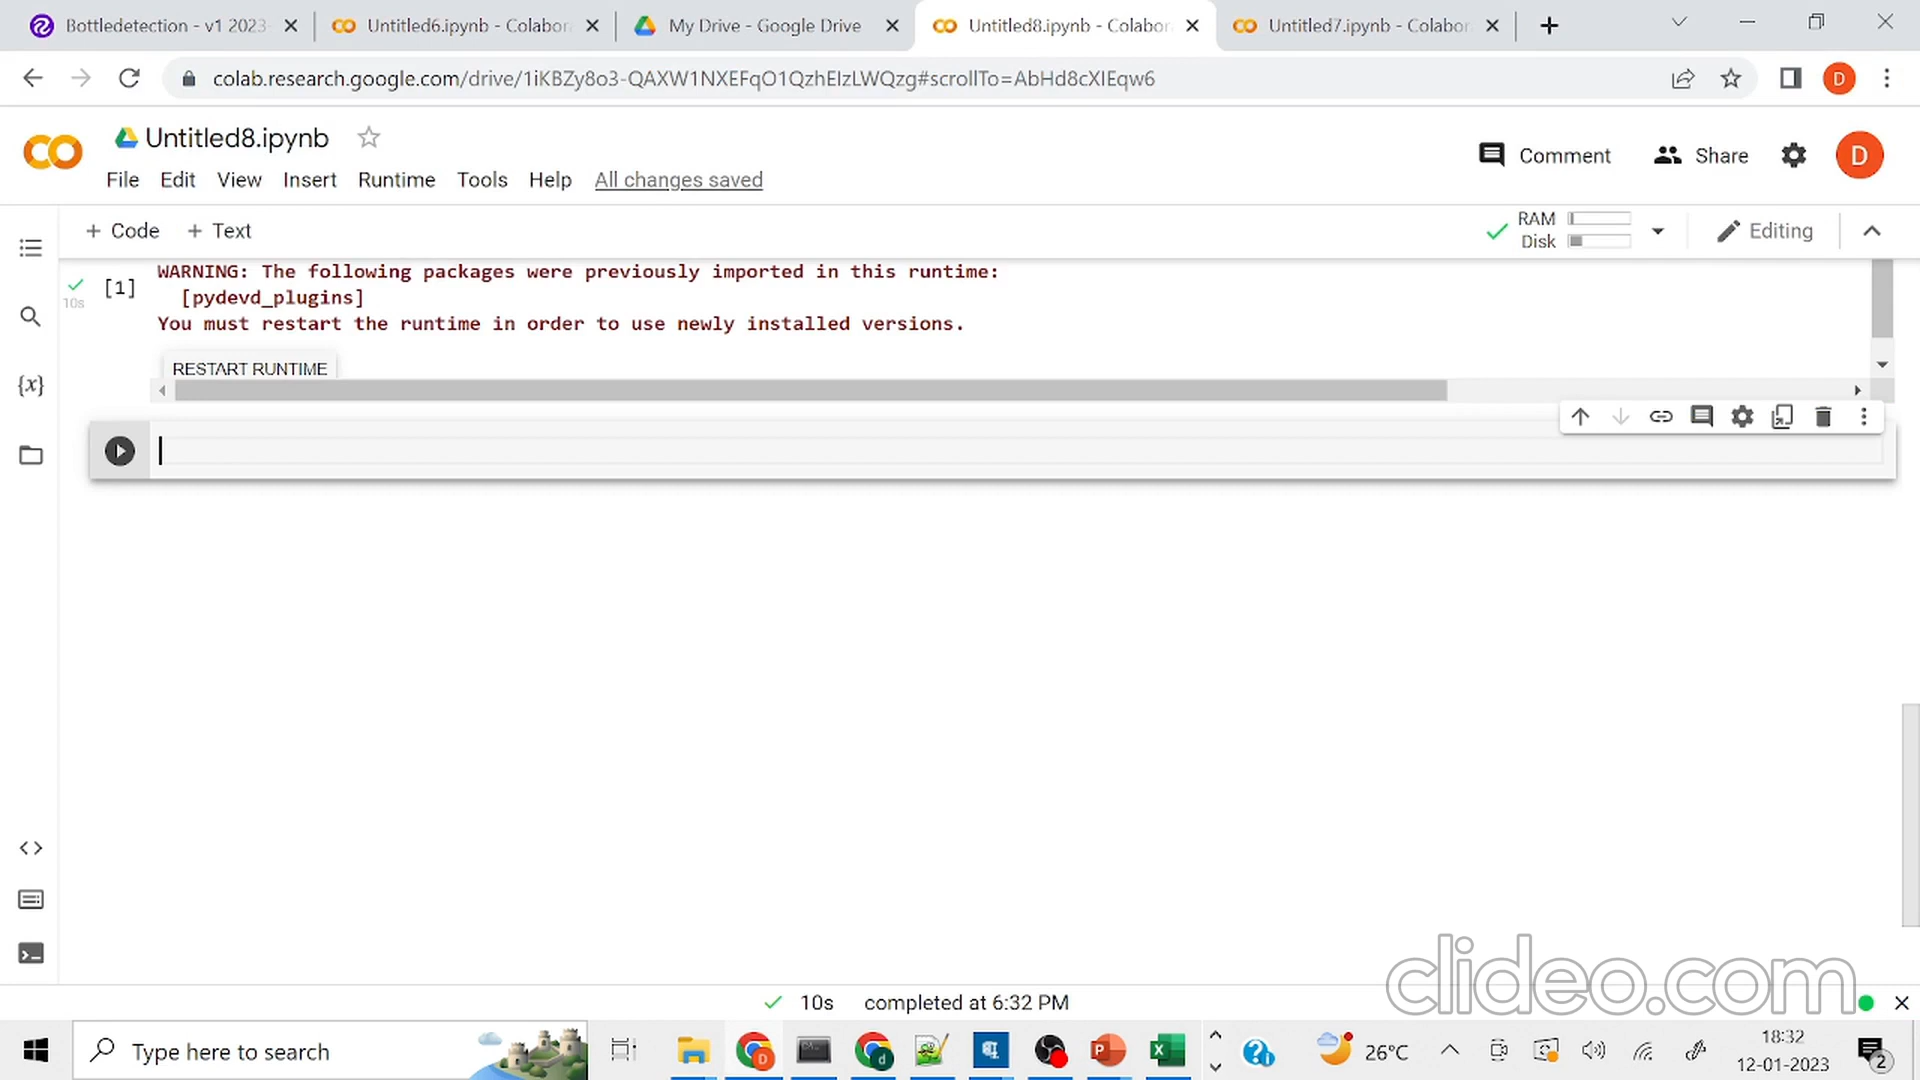 Bottledetection - v1 2023-
Untitled6.ipynb - Colabor
My Drive - Google Drive
Untitled8.ipynb - Colabor
Untitled7.ipynb - Colabor
colab.research.google.com/drive/1iKBZy8o3-QAXW1NXEFqO1QzhEIzLWQzg#scrollTo=AbHd8cXIEqw6
D
Untitled8.ipynb
Comment
Share
D
File Edit View Insert Runtime Tools Help All changes saved
+ Code + Text
RAM
Disk
Editing
[1]
10s
WARNING: The following packages were previously imported in this runtime:
[pydevd_plugins]
You must restart the runtime in order to use newly installed versions.
RESTART RUNTIME
{x}
clideo.com
10s completed at 6:32 PM
Type here to search
26°C
18:32
12-01-2023
2